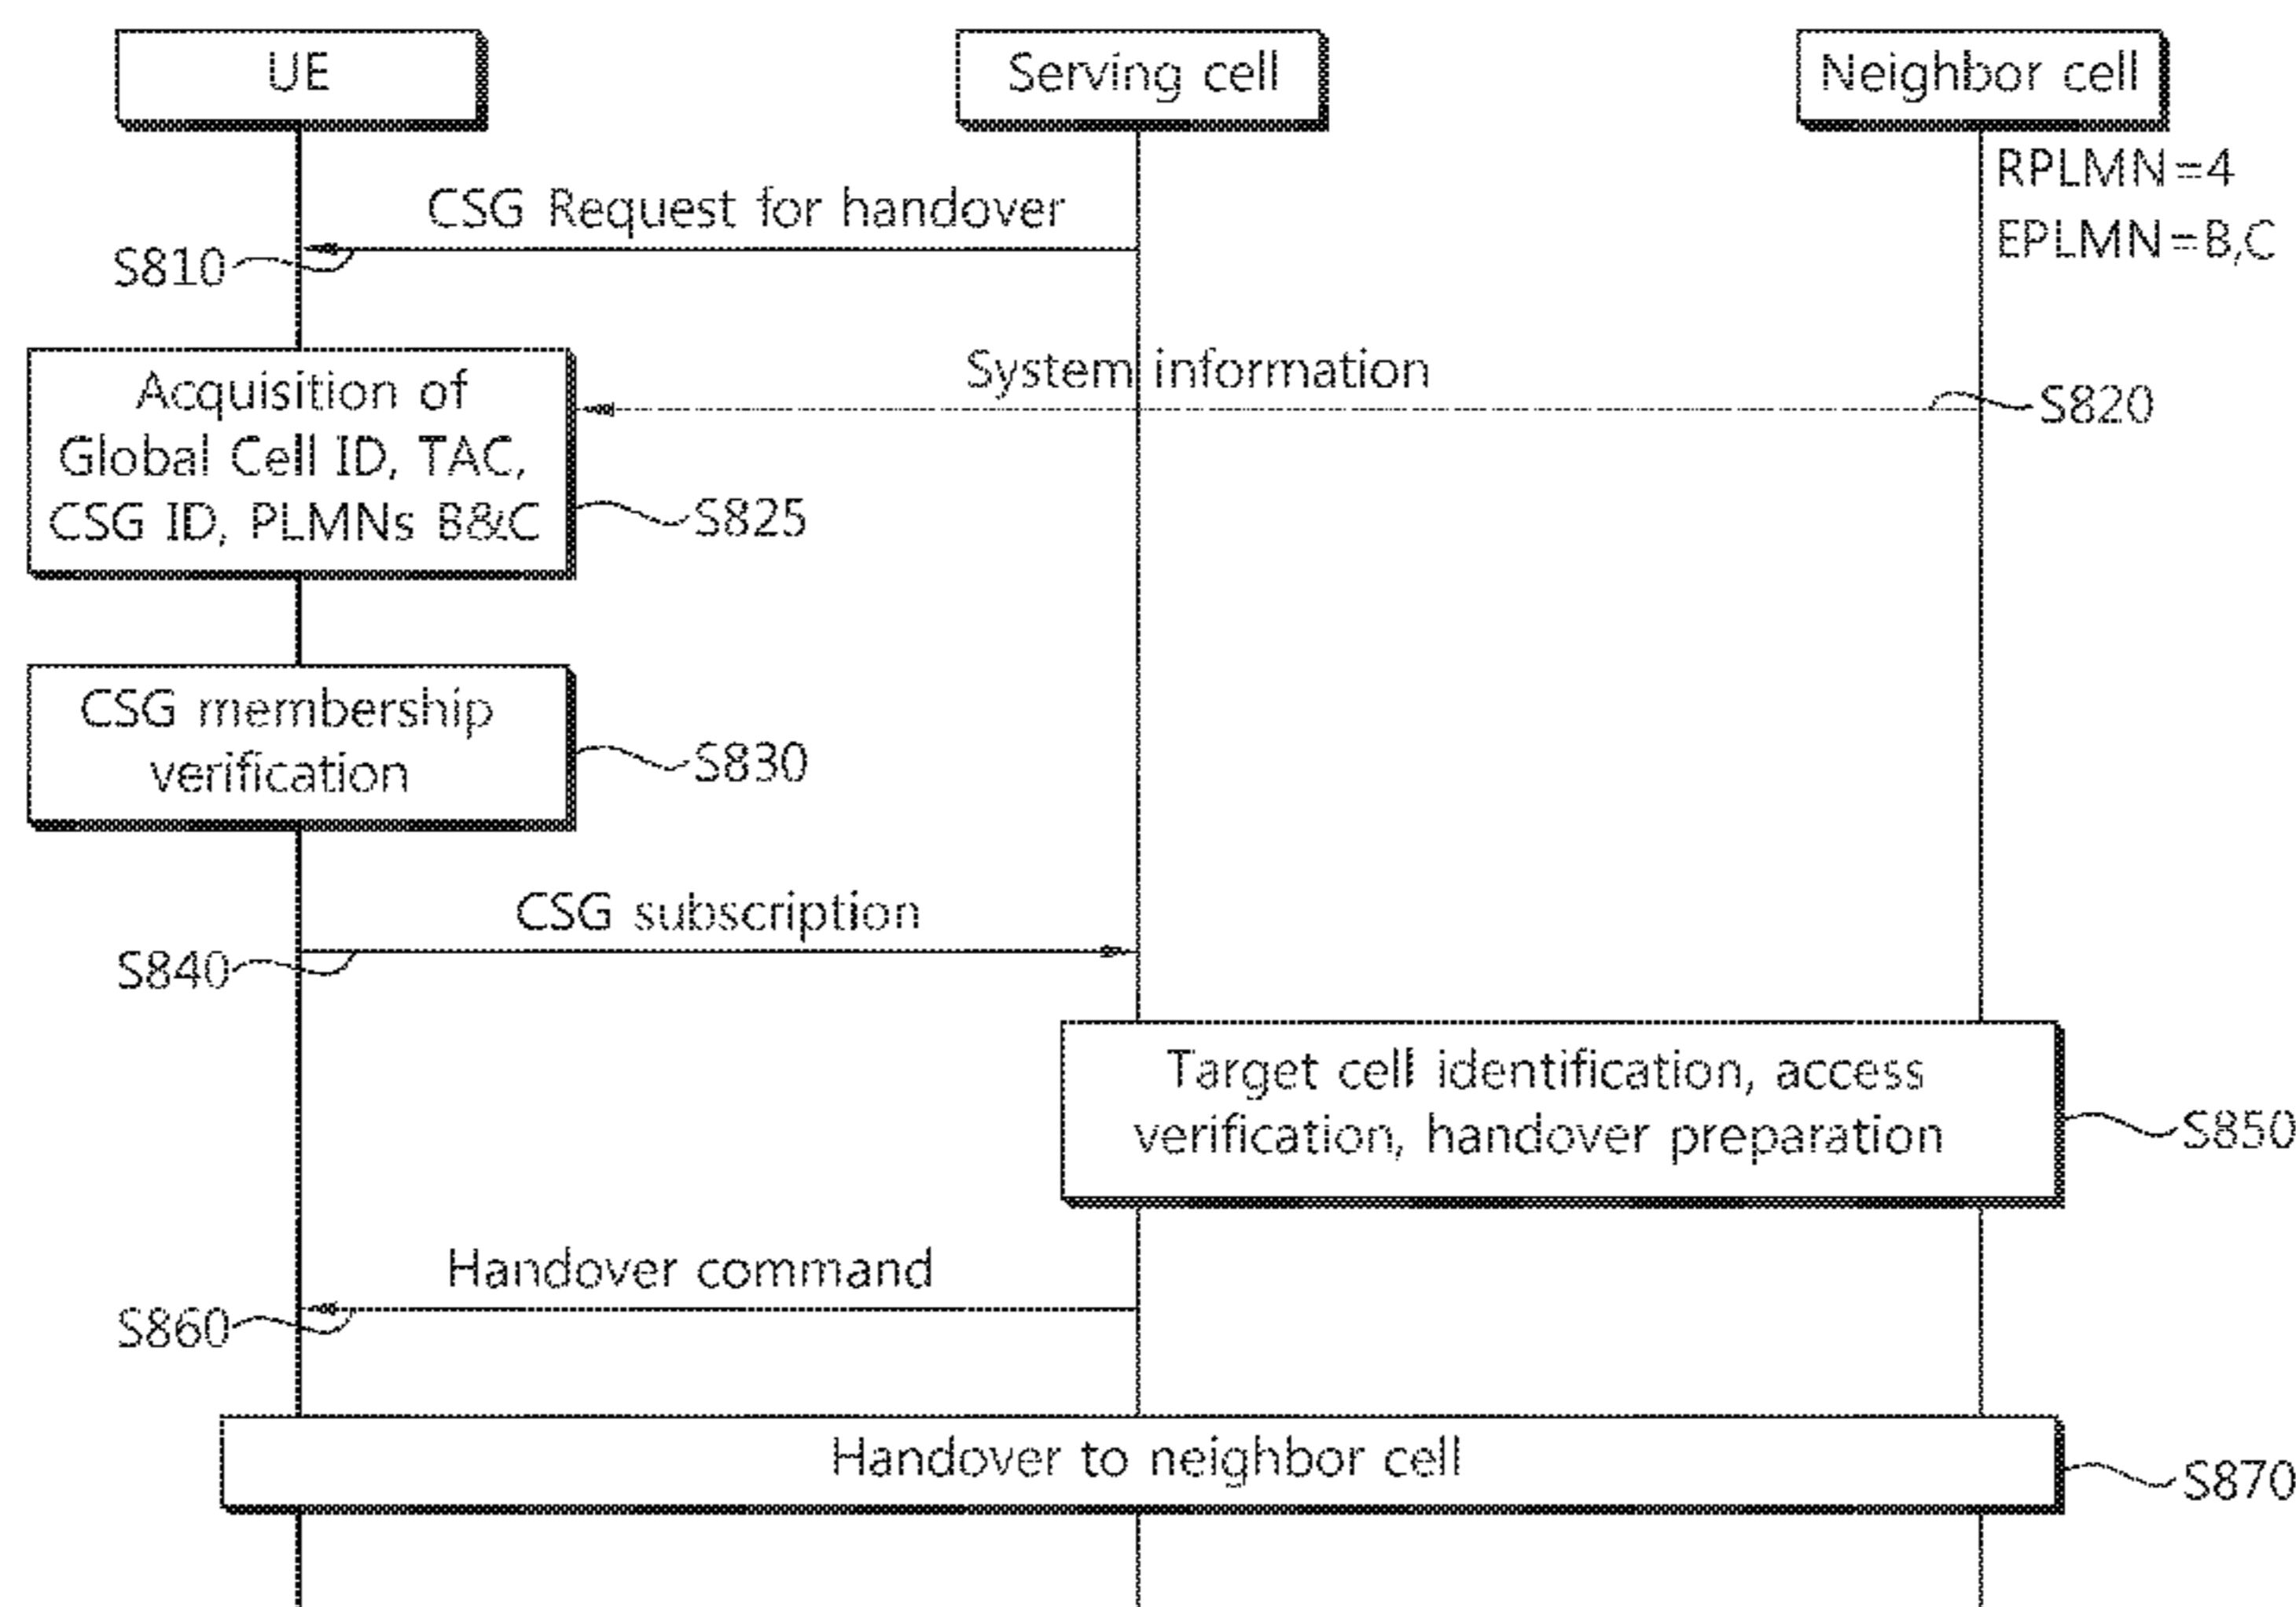 UE
Serving cell
Neighbor cell
RPLMN=4
EPLMN=B,C
CSG Request for handover
S810
System information
S820
Acquisition of
Global Cell ID, TAC,
CSG ID, PLMNs B&C
S825
CSG membership
verification
S830
CSG subscription
S840
Target cell identification, access
verification, handover preparation
S850
Handover command
S860
Handover to neighbor cell
S870